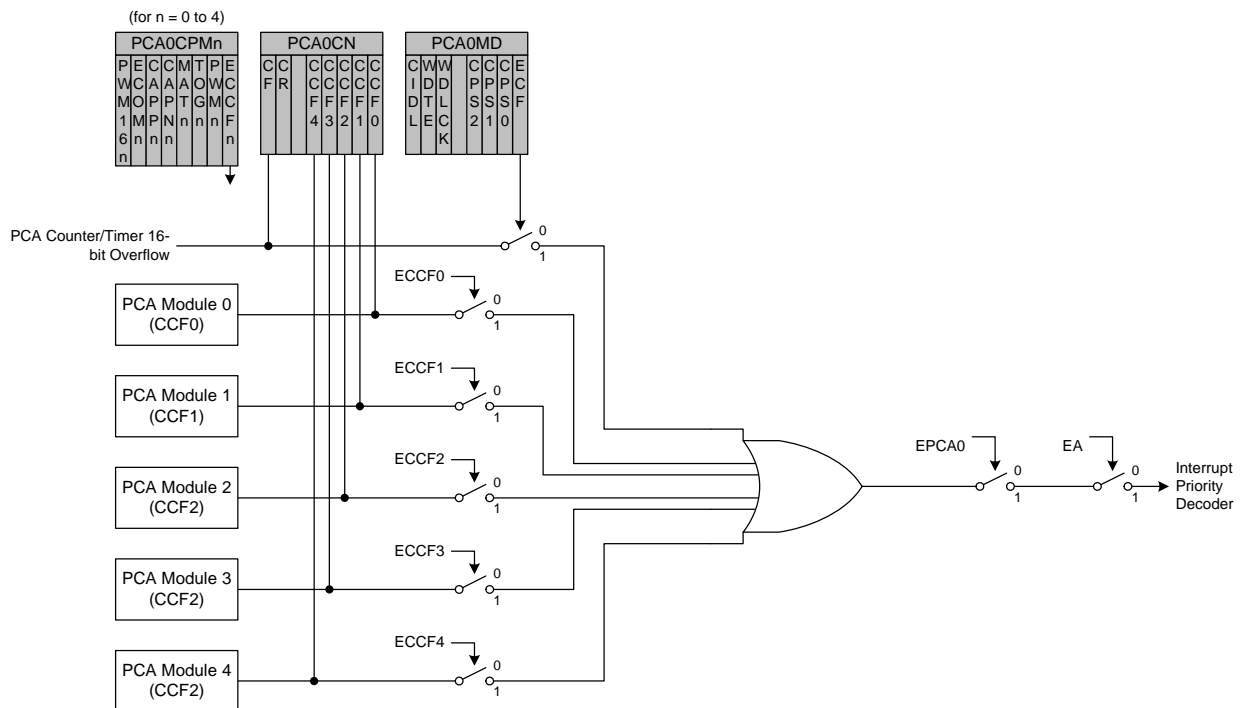 (for n = 0 to 4)
PCA0CPMn
PWM16n
ECOMn
CAPPn
CAPNn
MATn
TOGn
PWMn
ECCFn
PCA0CN
CF
CR
CCF4
CCF3
CCF2
CCF1
CCF0
PCA0MD
CIDL
WDTE
WDLCK
CPS2
CPS1
CPS0
ECF
PCA Counter/Timer 16-
bit Overflow
0
1
PCA Module 0
(CCF0)
ECCF0
0
1
PCA Module 1
(CCF1)
ECCF1
0
1
PCA Module 2
(CCF2)
ECCF2
0
1
PCA Module 3
(CCF2)
ECCF3
0
1
PCA Module 4
(CCF2)
ECCF4
0
1
EPCA0
0
1
EA
0
1
Interrupt
Priority
Decoder